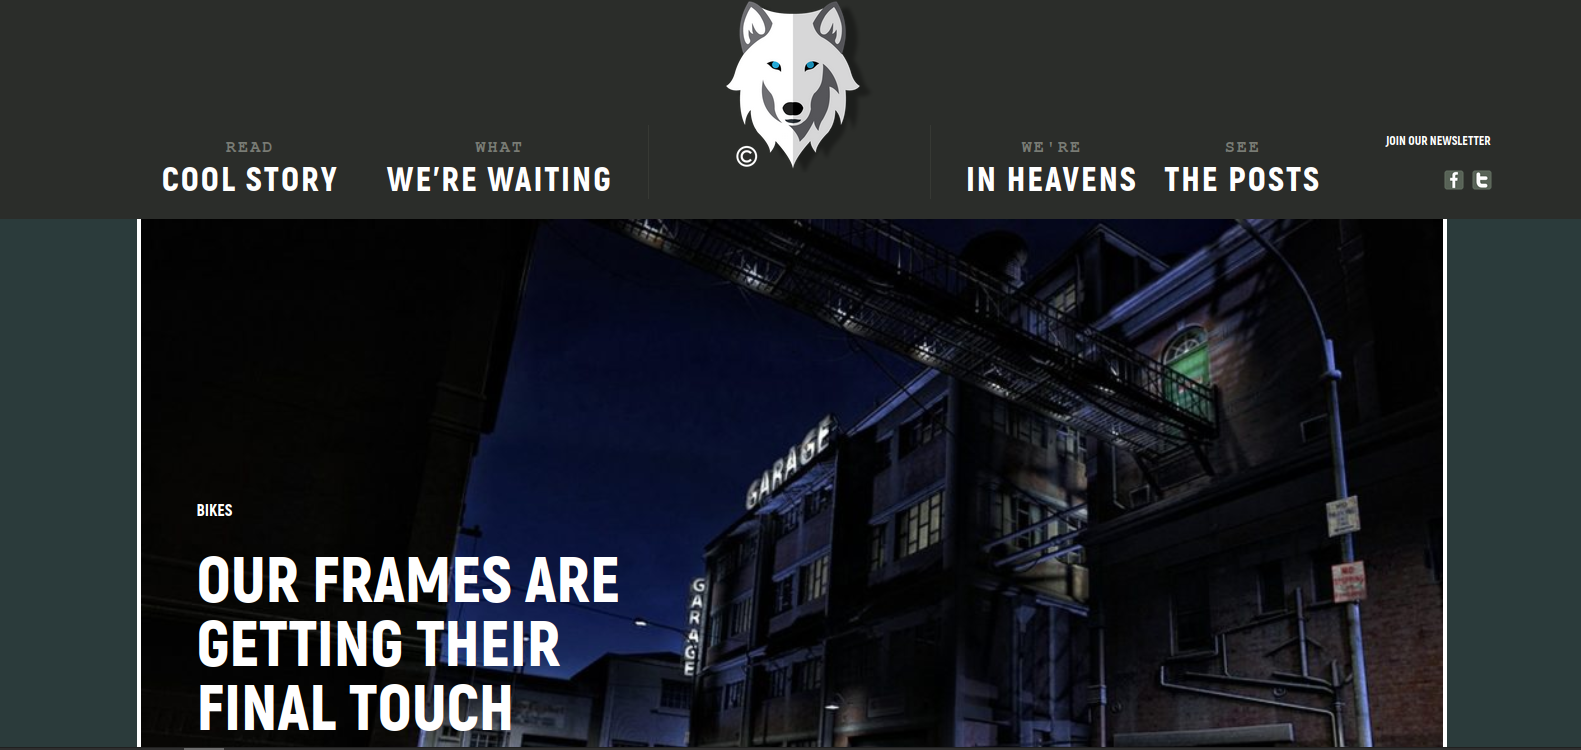 READ
COOL STORY
WHAT
WE'RE WAITING
©
WE'RE
IN HEAVENS
SEE
THE POSTS
JOIN OUR NEWSLETTER
GARAGE
GARAGE
BIKES
OUR FRAMES ARE
GETTING THEIR
FINAL TOUCH
NO